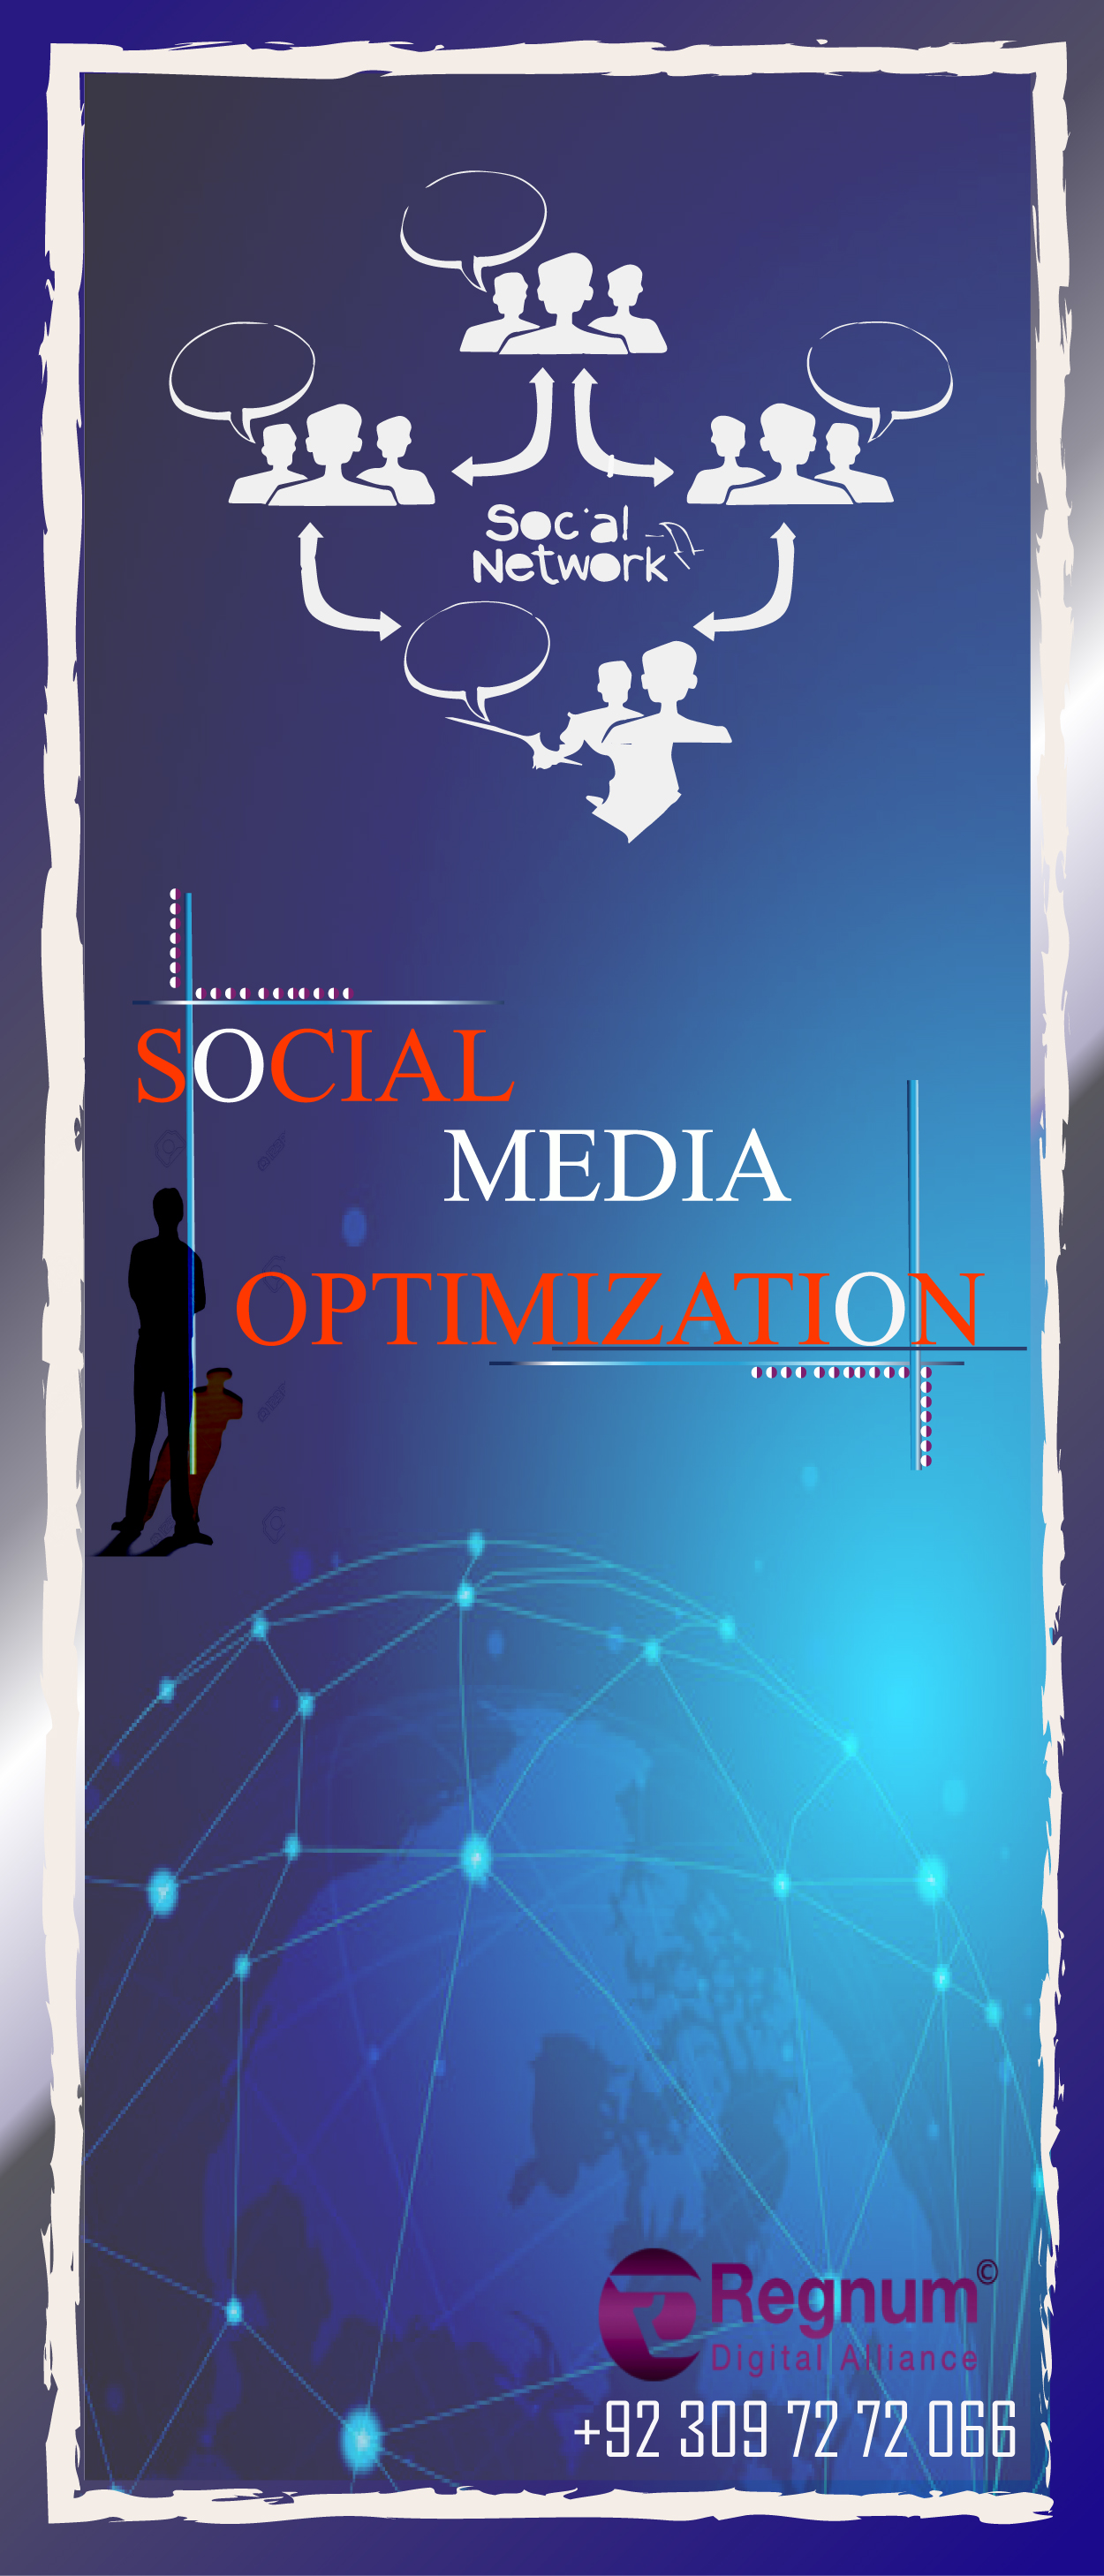 Social
Network
SOCIAL
MEDIA
OPTIMIZATION
Regnum©
Digital Alliance
+92 309 72 72 066